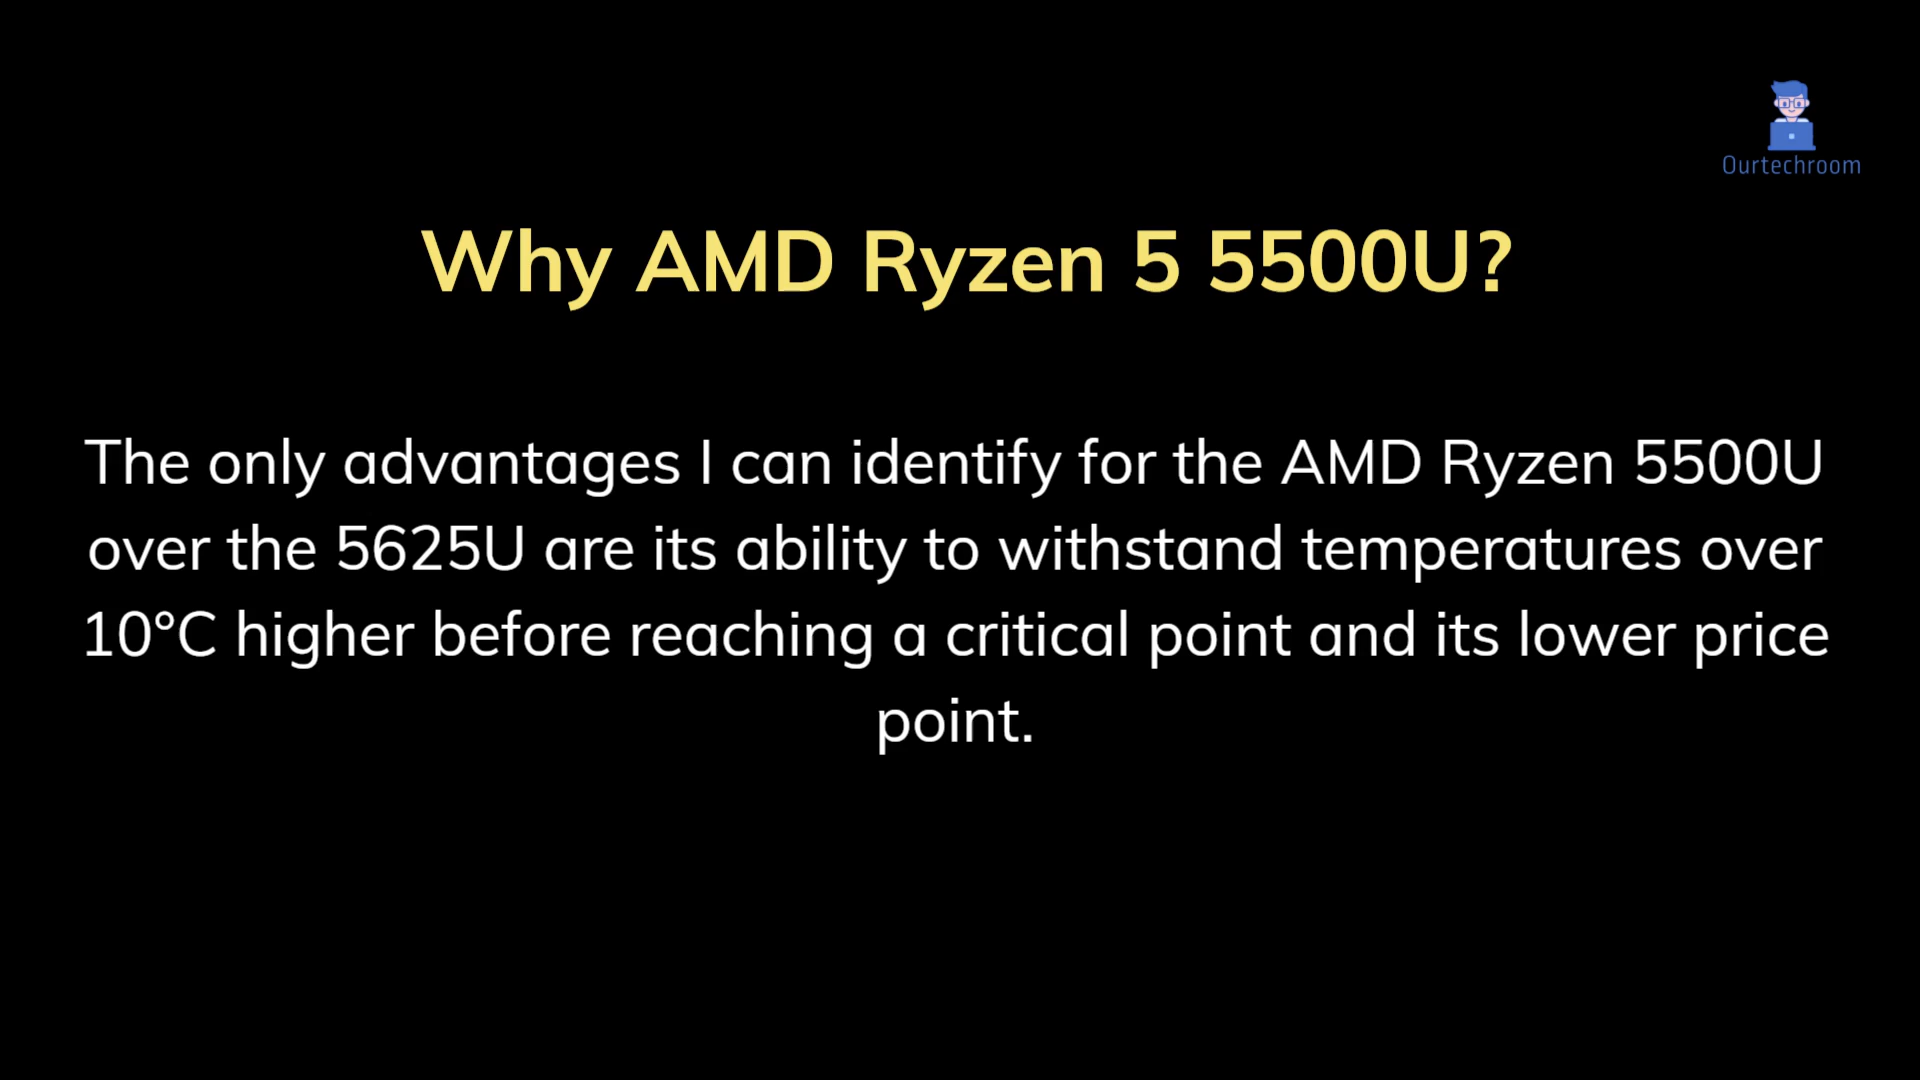 Ourtechroom
Why AMD Ryzen 5 5500U?
The only advantages I can identify for the AMD Ryzen 5500U
over the 5625U are its ability to withstand temperatures over
10°C higher before reaching a critical point and its lower price
point.